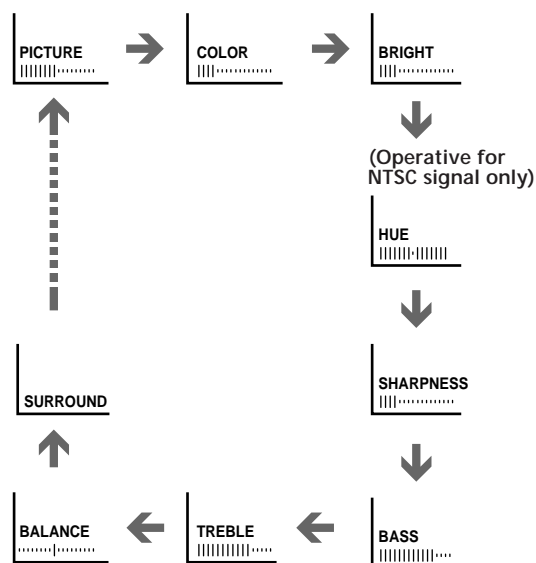 PICTURE
COLOR
BRIGHT
(Operative for
NTSC signal only)
HUE
SHARPNESS
BASS
TREBLE
BALANCE
SURROUND